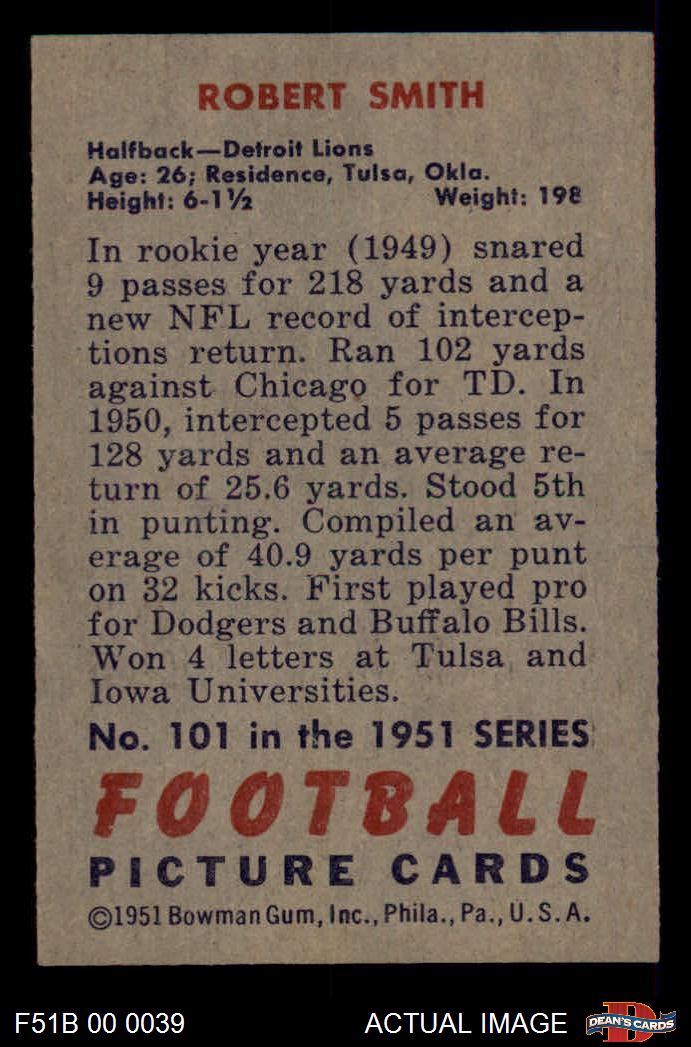 ROBERT SMITH
Halfback—Detroit Lions
Age: 26; Residence, Tulsa, Okla.
Height: 6-1½ Weight: 198
In rookie year (1949) snared
9 passes for 218 yards and a
new NFL record of intercep-
tions return. Ran 102 yards
against Chicago for TD. In
1950, intercepted 5 passes for
128 yards and an average re-
turn of 25.6 yards. Stood 5th
in punting. Compiled an av-
erage of 40.9 yards per punt
on 32 kicks. First played pro
for Dodgers and Buffalo Bills.
Won 4 letters at Tulsa and
Iowa Universities.
No. 101 in the 1951 SERIES
FOOTBALL
PICTURE CARDS
©1951 Bowman Gum, Inc., Phila., Pa., U.S.A.
F51B 00 0039 ACTUAL IMAGE D DEAN'S CARDS